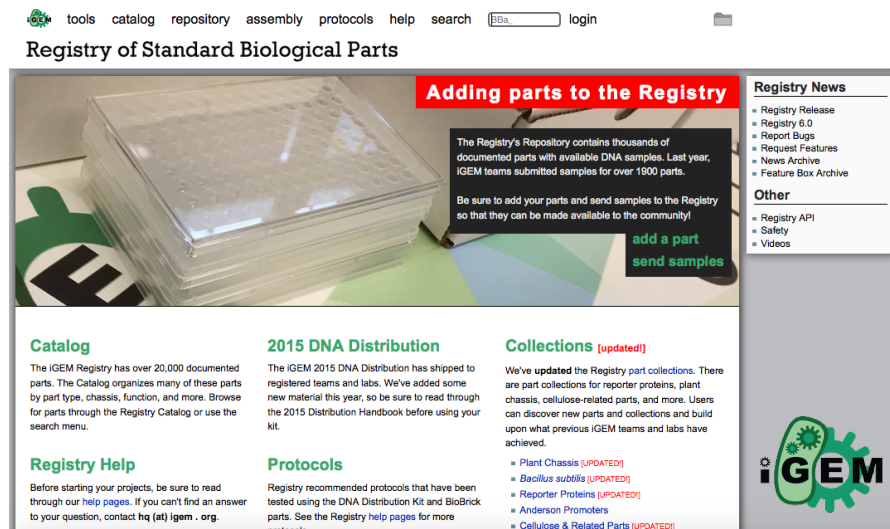 iGEM tools catalog repository assembly protocols help search BBa_ login
Registry of Standard Biological Parts
Adding parts to the Registry
The Registry's Repository contains thousands of
documented parts with available DNA samples. Last year,
iGEM teams submitted samples for over 1900 parts.
Be sure to add your parts and send samples to the Registry
so that they can be made available to the community!
add a part
send samples
Registry News
Registry Release
Registry 6.0
Report Bugs
Request Features
News Archive
Feature Box Archive
Other
Registry API
Safety
Videos
Catalog
The iGEM Registry has over 20,000 documented
parts. The Catalog organizes many of these parts
by part type, chassis, function, and more. Browse
for parts through the Registry Catalog or use the
search menu.
Registry Help
Before starting your projects, be sure to read
through our help pages. If you can't find an answer
to your question, contact hq (at) igem . org.
2015 DNA Distribution
The iGEM 2015 DNA Distribution has shipped to
registered teams and labs. We've added some
new material this year, so be sure to read through
the 2015 Distribution Handbook before using your
kit.
Protocols
Registry recommended protocols that have been
tested using the DNA Distribution Kit and BioBrick
parts. See the Registry help pages for more
Collections [updated!]
We've updated the Registry part collections. There
are part collections for reporter proteins, plant
chassis, cellulose-related parts, and more. Users
can discover new parts and collections and build
upon what previous iGEM teams and labs have
achieved.
Plant Chassis [UPDATED!]
Bacillus subtilis [UPDATED!]
Reporter Proteins [UPDATED!]
Anderson Promoters
Cellulose & Related Parts [UPDATED!]
iGEM